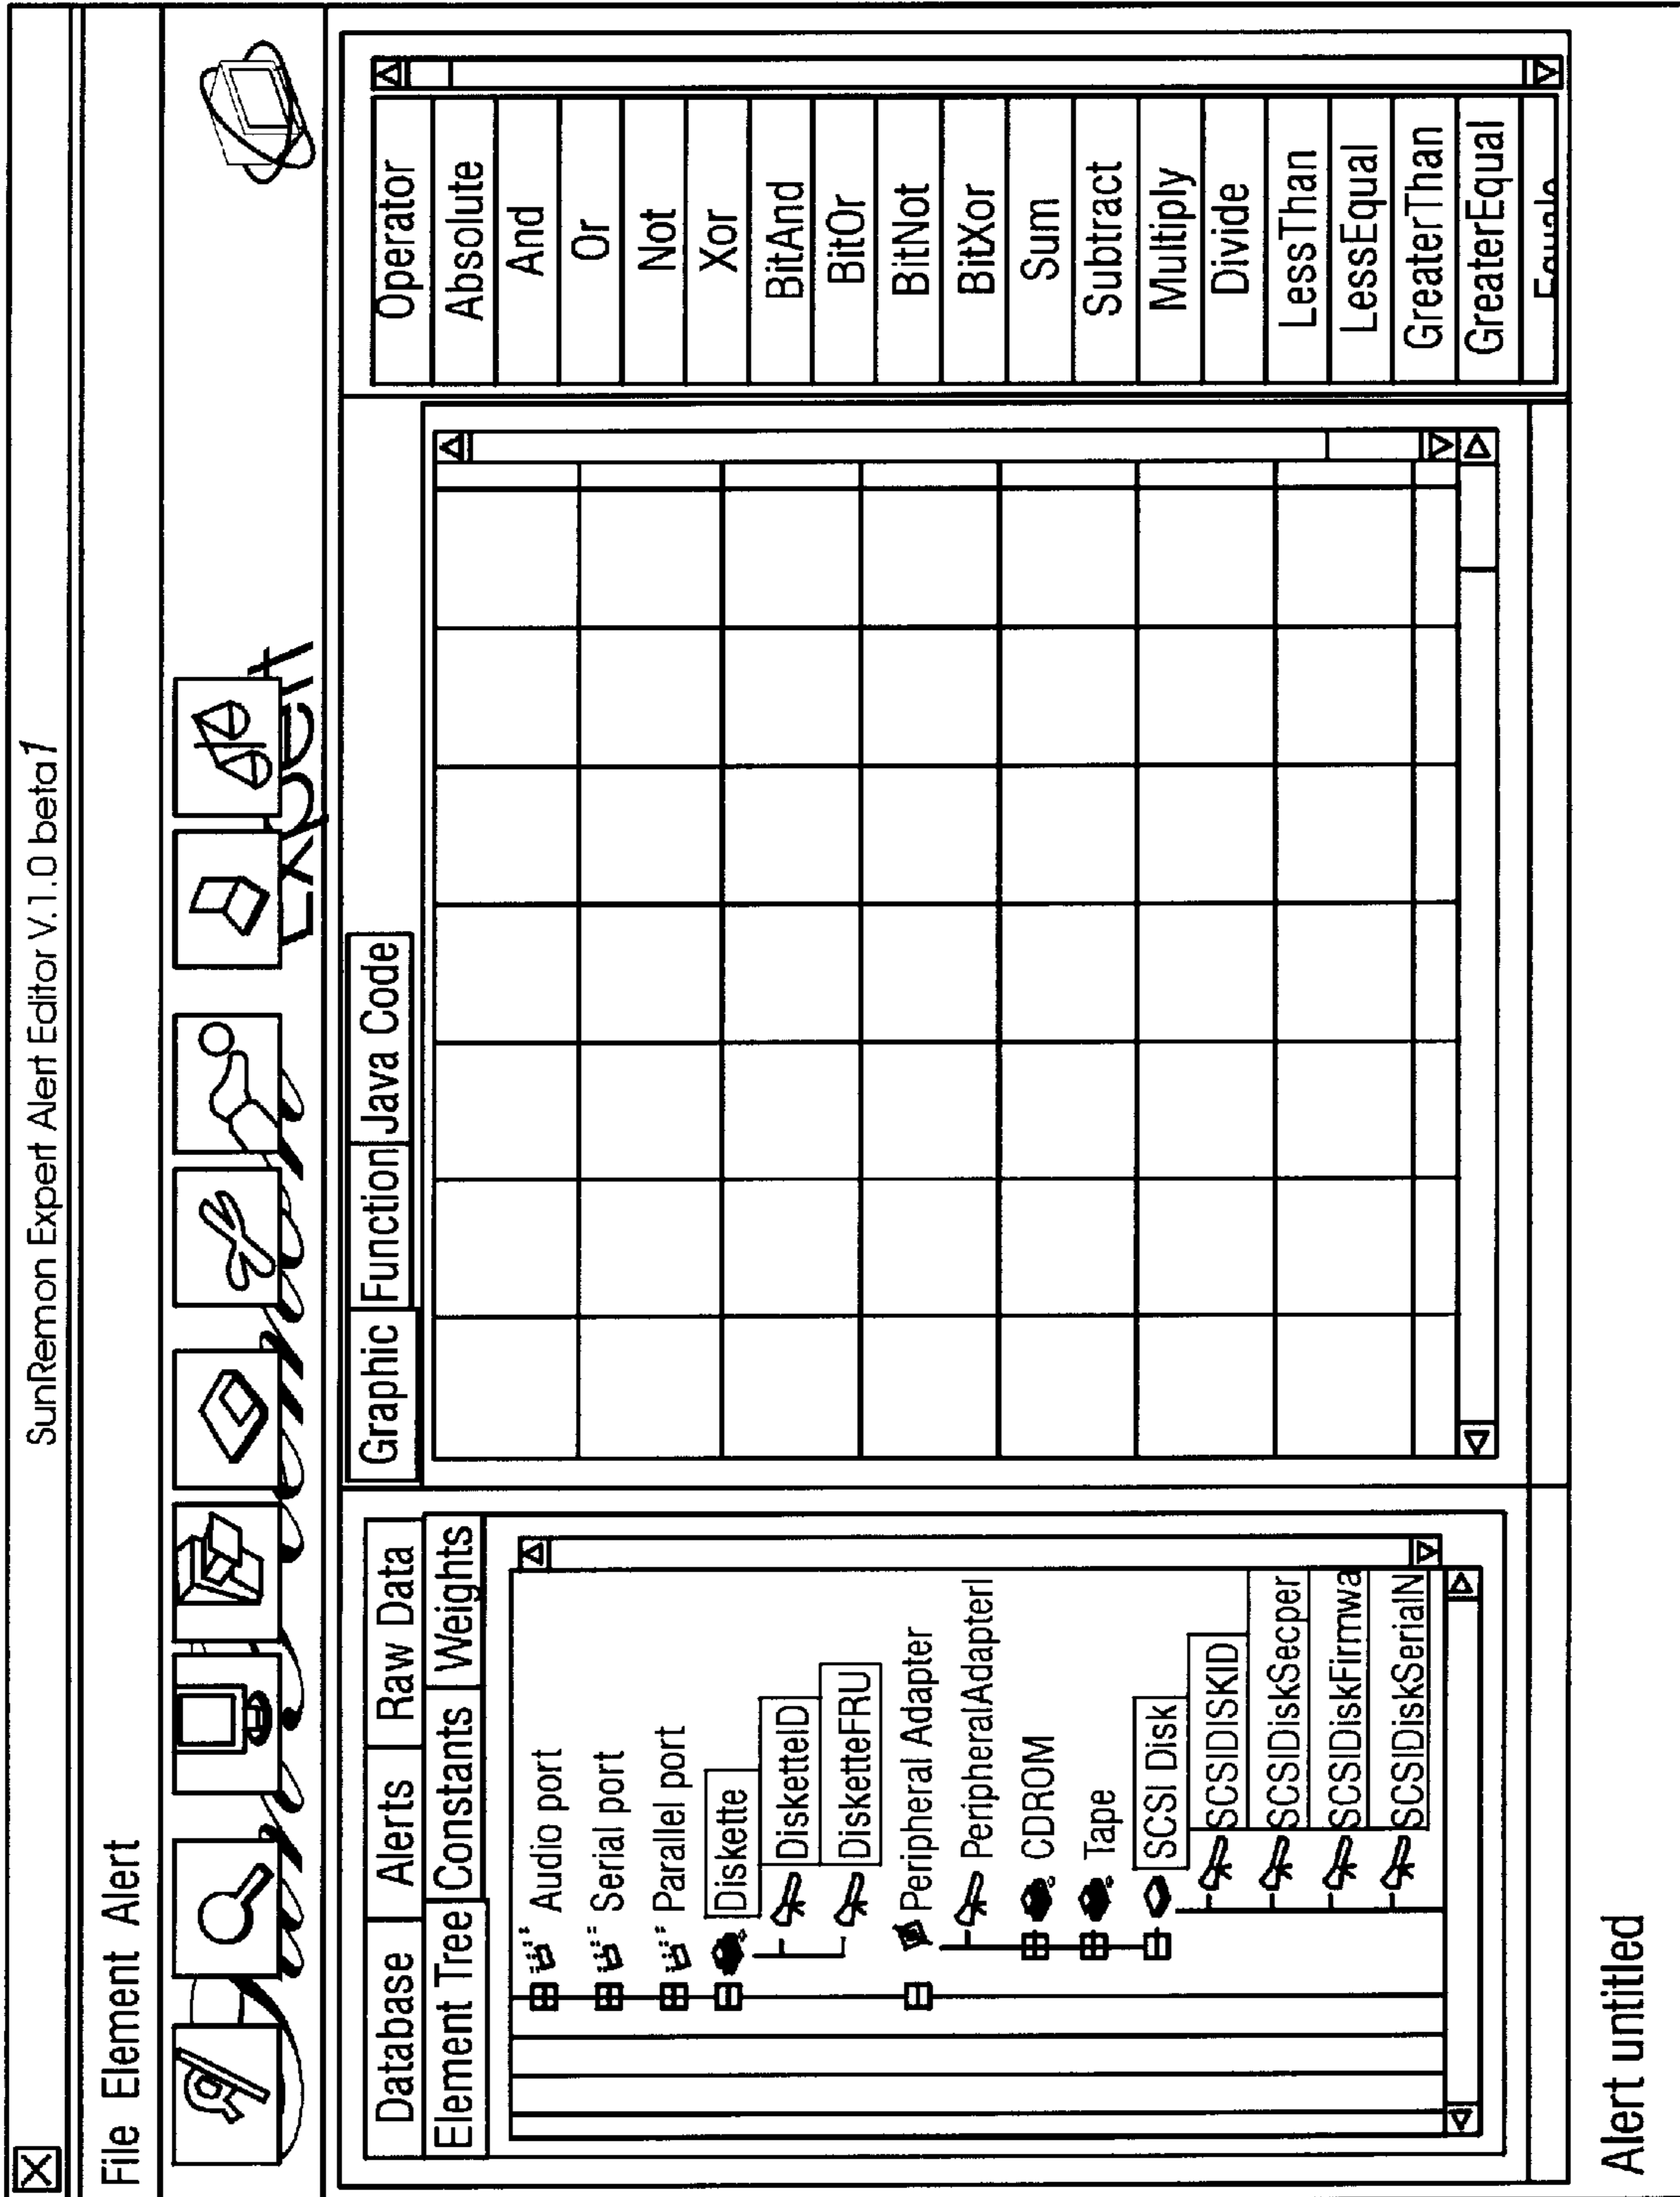 SunRemon Expert Alert Editor V.1.0 beta1
File Element Alert
Database Alerts Raw Data
Element Tree Constants Weights
Audio port
Serial port
Parallel port
Diskette
DisketteID
DisketteFRU
Peripheral Adapter
PeripheralAdapterI
CDROM
Tape
SCSI Disk
SCSIDISKID
SCSIDiskSecper
SCSIDiskFirmwa
SCSIDiskSerialN
Graphic Function Java Code
Operator
Absolute
And
Or
Not
Xor
BitAnd
BitOr
BitNot
BitXor
Sum
Subtract
Multiply
Divide
LessThan
LessEqual
GreaterThan
GreaterEqual
Equals
Alert untitled